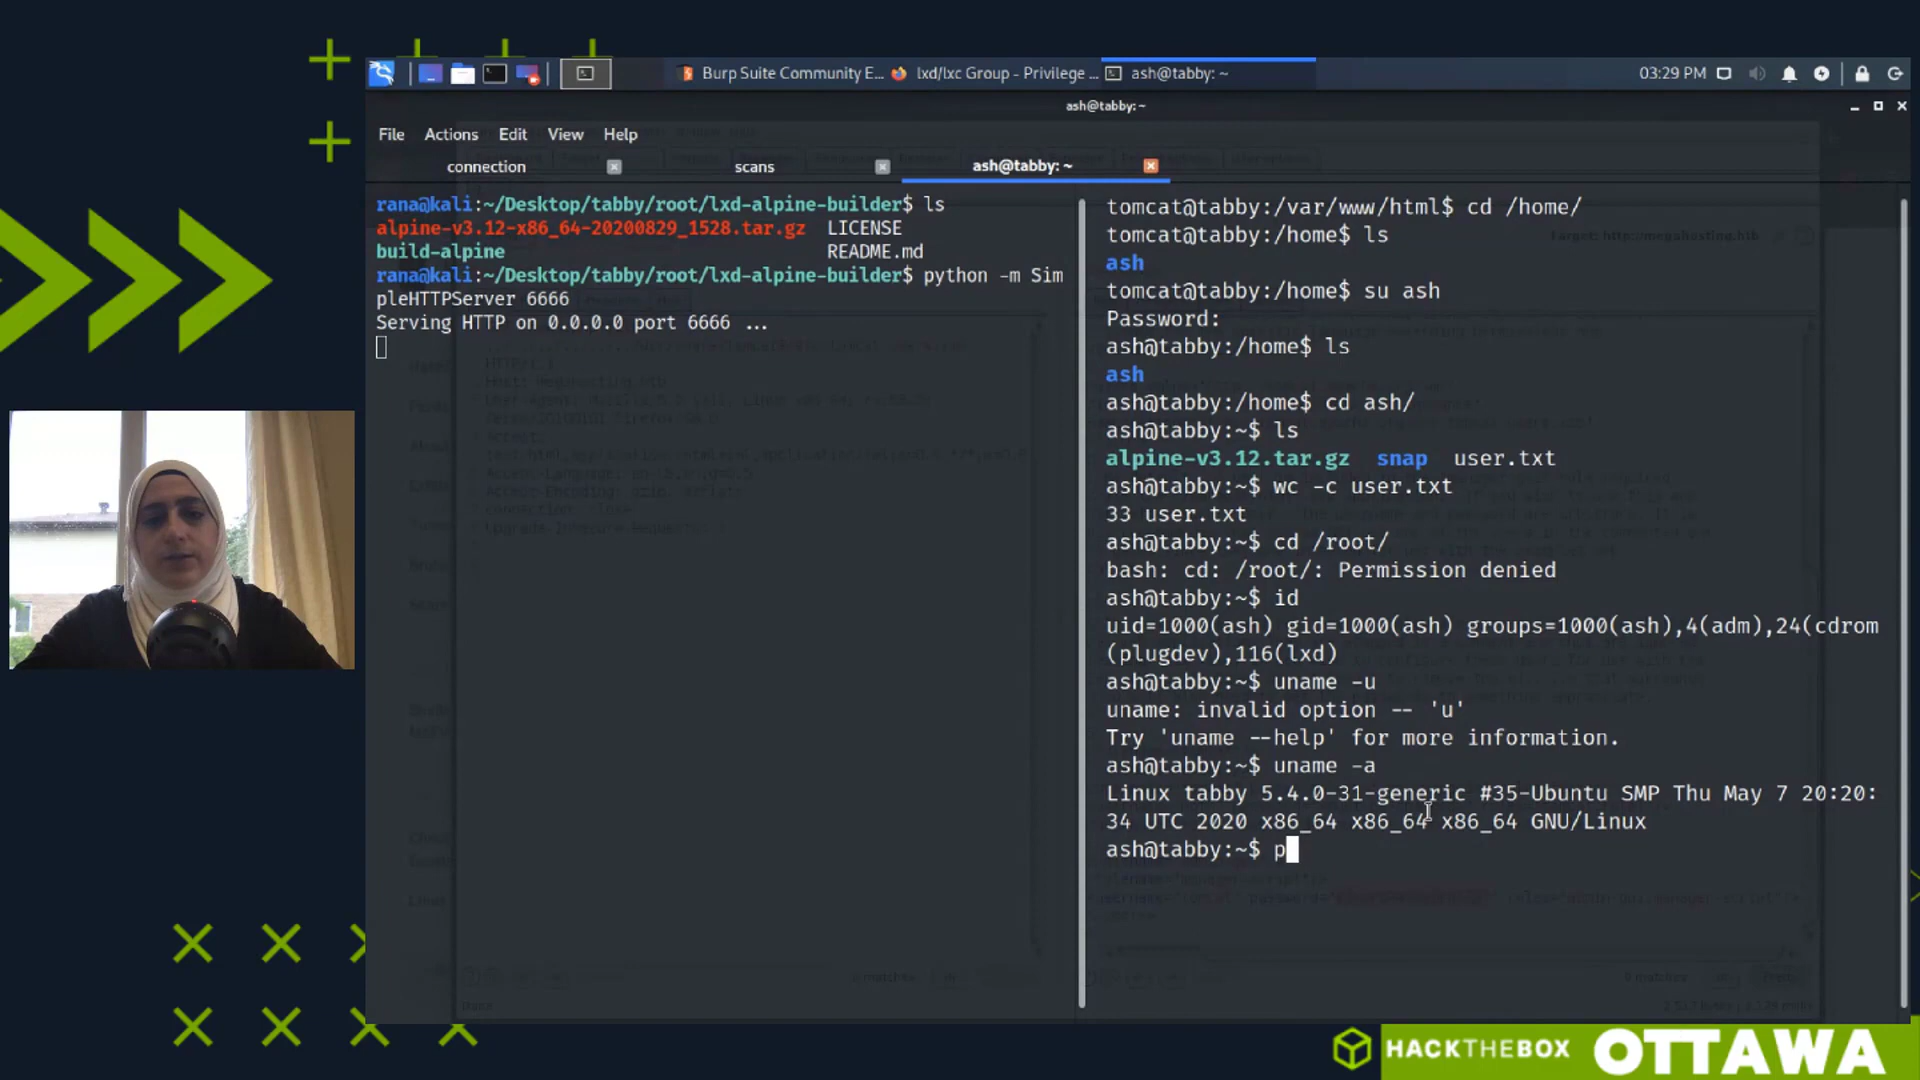 Burp Suite Community E...
lxd/lxc Group - Privilege ...
ash@tabby: ~
03:29 PM
ash@tabby: ~
File Actions Edit View Help
connection
scans
ash@tabby: ~
rana@kali:~/Desktop/tabby/root/lxd-alpine-builder$ ls
alpine-v3.12-x86_64-20200829_1528.tar.gz LICENSE
build-alpine README.md
rana@kali:~/Desktop/tabby/root/lxd-alpine-builder$ python -m Sim
pleHTTPServer 6666
Serving HTTP on 0.0.0.0 port 6666 ...
tomcat@tabby:/var/www/html$ cd /home/
tomcat@tabby:/home$ ls
ash
tomcat@tabby:/home$ su ash
Password:
ash@tabby:/home$ ls
ash
ash@tabby:/home$ cd ash/
ash@tabby:~$ ls
alpine-v3.12.tar.gz snap user.txt
ash@tabby:~$ wc -c user.txt
33 user.txt
ash@tabby:~$ cd /root/
bash: cd: /root/: Permission denied
ash@tabby:~$ id
uid=1000(ash) gid=1000(ash) groups=1000(ash),4(adm),24(cdrom
(plugdev),116(lxd)
ash@tabby:~$ uname -u
uname: invalid option -- 'u'
Try 'uname --help' for more information.
ash@tabby:~$ uname -a
Linux tabby 5.4.0-31-generic #35-Ubuntu SMP Thu May 7 20:20:
34 UTC 2020 x86_64 x86_64 x86_64 GNU/Linux
ash@tabby:~$ p
HACKTHEBOX OTTAWA